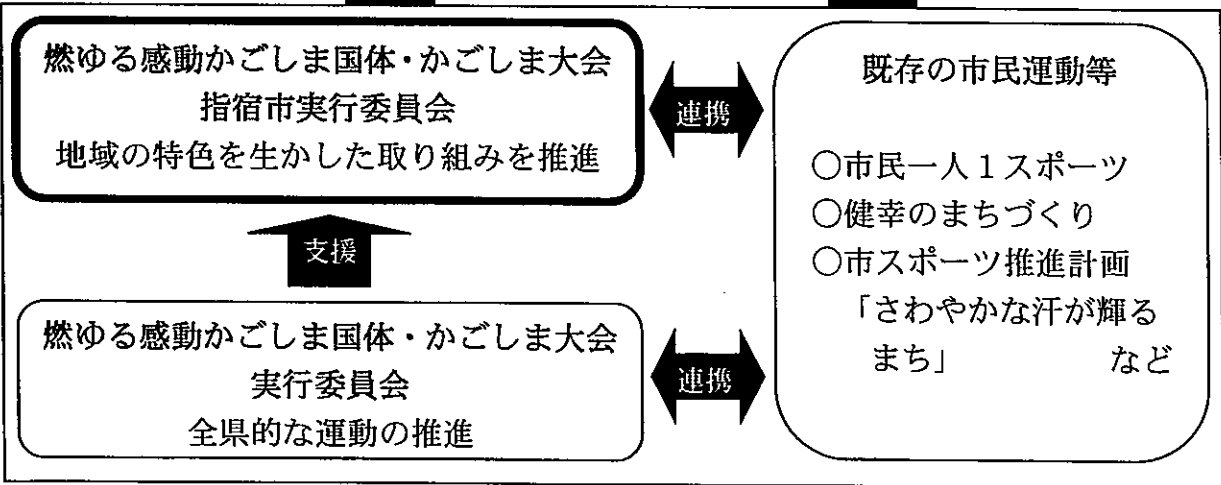 燃ゆる感動かごしま国体・かごしま大会
指宿市実行委員会
地域の特色を生かした取り組みを推進
連携
既存の市民運動等
○市民一人１スポーツ
○健幸のまちづくり
○市スポーツ推進計画
「さわやかな汗が輝る
まち」 など
支援
燃ゆる感動かごしま国体・かごしま大会
実行委員会
全県的な運動の推進
連携